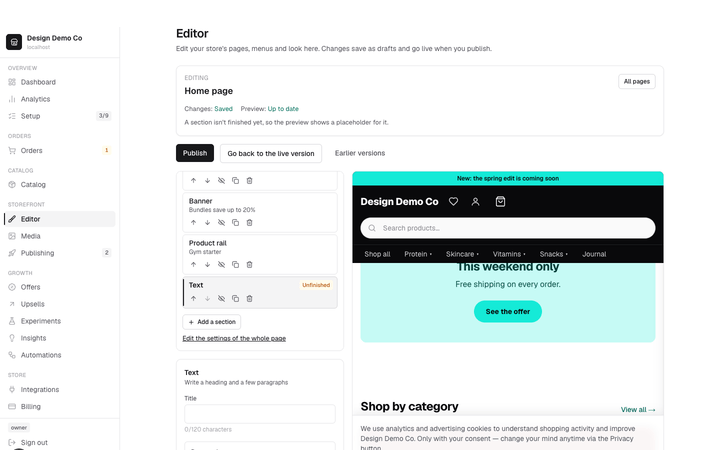 Design Demo Co
localhost
OVERVIEW
Dashboard
Analytics
Setup 3/9
ORDERS
Orders 1
CATALOG
Catalog
STOREFRONT
Editor
Media
Publishing 2
GROWTH
Offers
Upsells
Experiments
Insights
Automations
STORE
Integrations
Billing
owner
Sign out
Editor
Edit your store's pages, menus and look here. Changes save as drafts and go live when you publish.
EDITING
Home page
All pages
Changes: Saved Preview: Up to date
A section isn't finished yet, so the preview shows a placeholder for it.
Publish
Go back to the live version
Earlier versions
Banner
Bundles save up to 20%
Product rail
Gym starter
Text Unfinished
+ Add a section
Edit the settings of the whole page
Text
Write a heading and a few paragraphs
Title
0/120 characters
New: the spring edit is coming soon
Design Demo Co
Search products...
Shop all Protein Skincare Vitamins Snacks Journal
This weekend only
Free shipping on every order.
See the offer
Shop by category
View all →
We use analytics and advertising cookies to understand shopping activity and improve
Design Demo Co. Only with your consent — change your mind anytime via the Privacy
button.